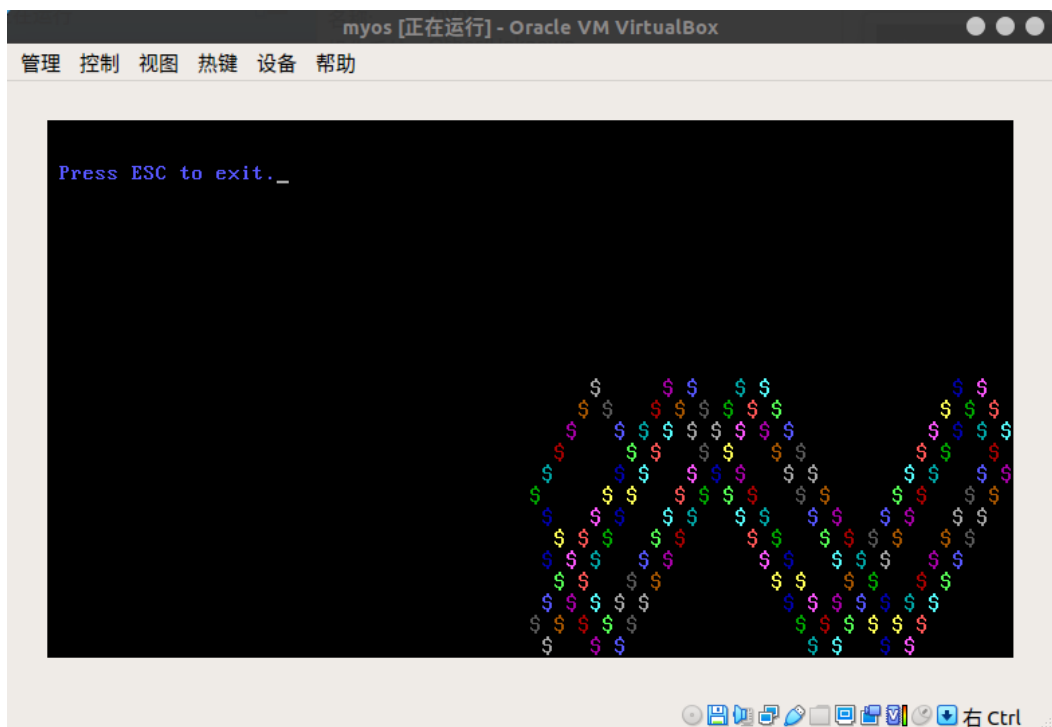 myos [正在运行] - Oracle VM VirtualBox
管理 控制 视图 热键 设备 帮助
Press ESC to exit._
$ $ $ $ $ $ $
$ $ $ $ $ $ $ $ $ $ $ $
$ $ $ $ $ $ $ $ $ $ $ $ $
$ $ $ $ $ $ $ $ $ $
$ $ $ $ $ $ $ $ $ $ $ $
$ $ $ $ $ $ $ $ $ $ $ $ $
$ $ $ $ $ $ $ $ $ $ $ $ $
$ $ $ $ $ $ $ $ $ $ $ $ $ $
$ $ $ $ $ $ $ $ $ $ $ $
$ $ $ $ $ $ $ $ $ $
$ $ $ $ $ $ $ $ $ $ $ $
$ $ $ $ $ $ $ $ $ $ $
$ $ $ $ $ $ $
右 Ctrl